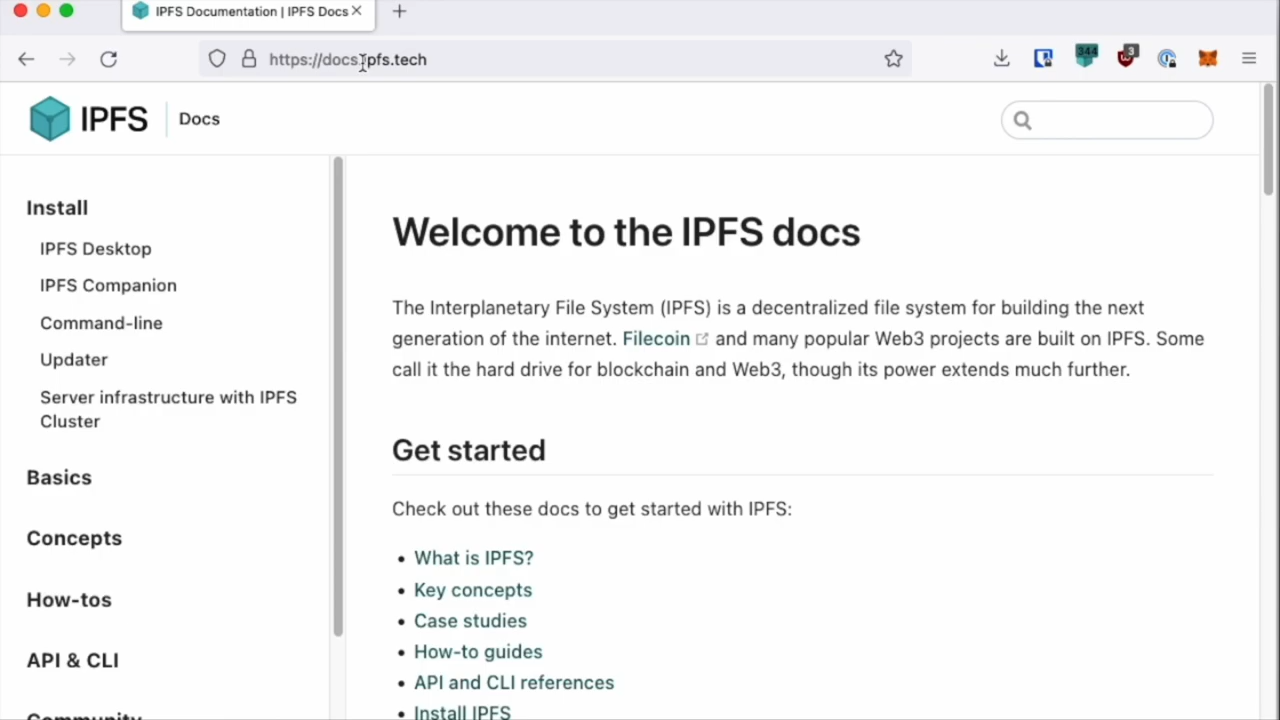 IPFS Documentation | IPFS Docs
https://docs.ipfs.tech
344
3
IPFS
Docs
Install
IPFS Desktop
IPFS Companion
Command-line
Updater
Server infrastructure with IPFS
Cluster
Basics
Concepts
How-tos
API & CLI
Community
Welcome to the IPFS docs
The Interplanetary File System (IPFS) is a decentralized file system for building the next
generation of the internet. Filecoin and many popular Web3 projects are built on IPFS. Some
call it the hard drive for blockchain and Web3, though its power extends much further.
Get started
Check out these docs to get started with IPFS:
• What is IPFS?
• Key concepts
• Case studies
• How-to guides
• API and CLI references
• Install IPFS